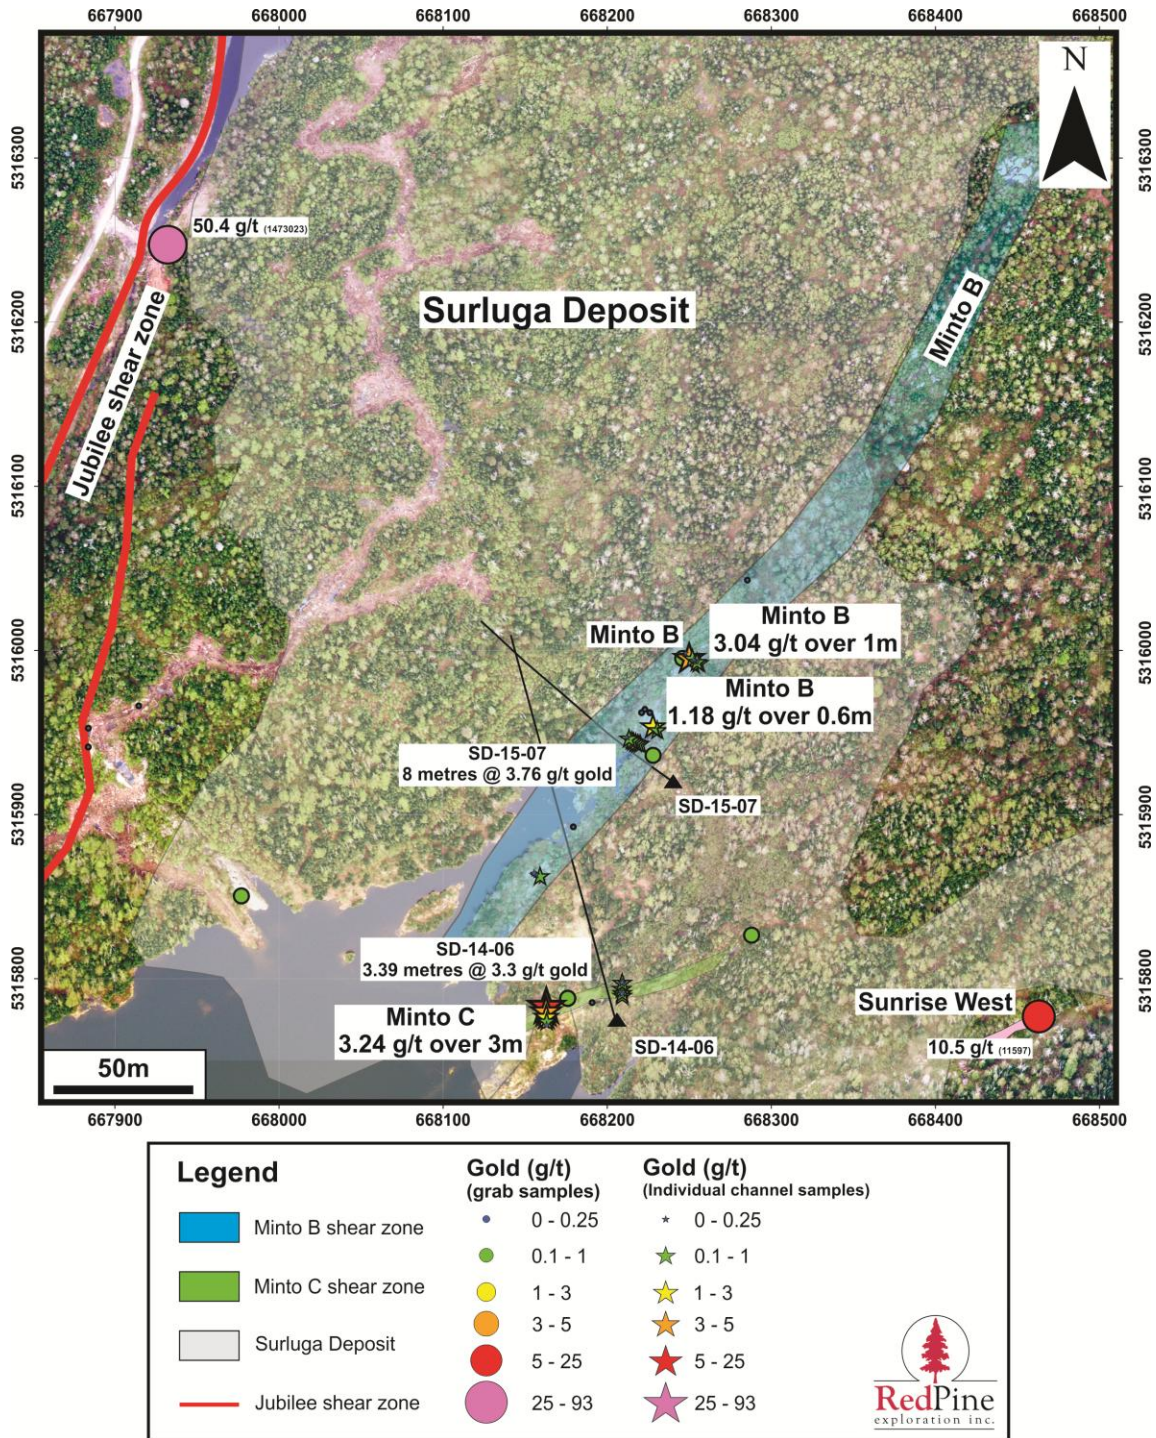 667900 668000 668100 668200 668300 668400 668500
N
5316300
5316300
50.4 g/t (1473023)
Jubilee shear zone
Surluga Deposit
Minto B
5316200
5316200
5316100
5316100
5316000
5316000
Minto B
Minto B
3.04 g/t over 1m
Minto B
1.18 g/t over 0.6m
SD-15-07
8 metres @ 3.76 g/t gold
SD-15-07
5315900
5315900
SD-14-06
3.39 metres @ 3.3 g/t gold
5315800
5315800
Minto C
3.24 g/t over 3m
SD-14-06
Sunrise West
10.5 g/t (11597)
50m
667900 668000 668100 668200 668300 668400 668500
Legend
Minto B shear zone
Minto C shear zone
Surluga Deposit
Jubilee shear zone
Gold (g/t)
(grab samples)
0 - 0.25
0.1 - 1
1 - 3
3 - 5
5 - 25
25 - 93
Gold (g/t)
(Individual channel samples)
0 - 0.25
0.1 - 1
1 - 3
3 - 5
5 - 25
25 - 93
RedPine
exploration inc.